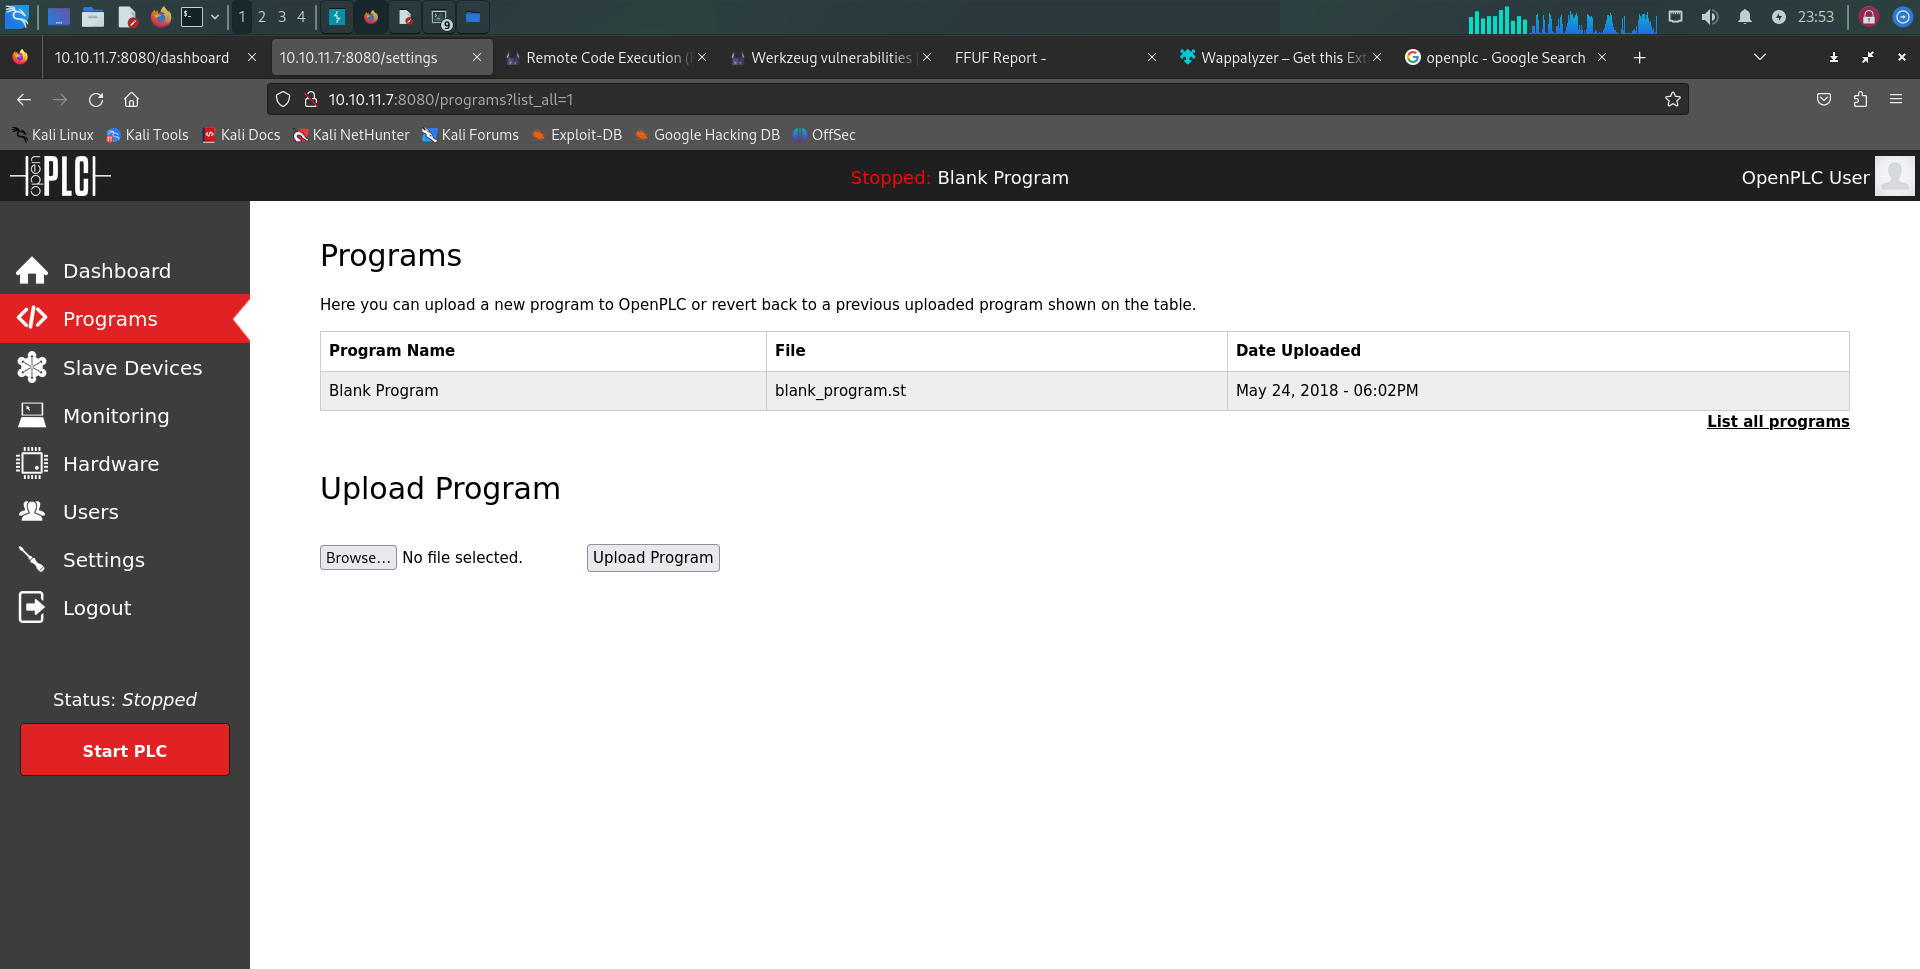 1 2 3 4 9 23:53
10.10.11.7:8080/dashboard 10.10.11.7:8080/settings Remote Code Execution ( Werkzeug vulnerabilities FFUF Report - Wappalyzer – Get this Ext openplc - Google Search
10.10.11.7:8080/programs?list_all=1
Kali Linux Kali Tools Kali Docs Kali NetHunter Kali Forums Exploit-DB Google Hacking DB OffSec
open PLC Stopped: Blank Program OpenPLC User
Dashboard
Programs
Slave Devices
Monitoring
Hardware
Users
Settings
Logout
Status: Stopped
Start PLC
Programs
Here you can upload a new program to OpenPLC or revert back to a previous uploaded program shown on the table.
Program Name File Date Uploaded
Blank Program blank_program.st May 24, 2018 - 06:02PM
List all programs
Upload Program
Browse... No file selected. Upload Program